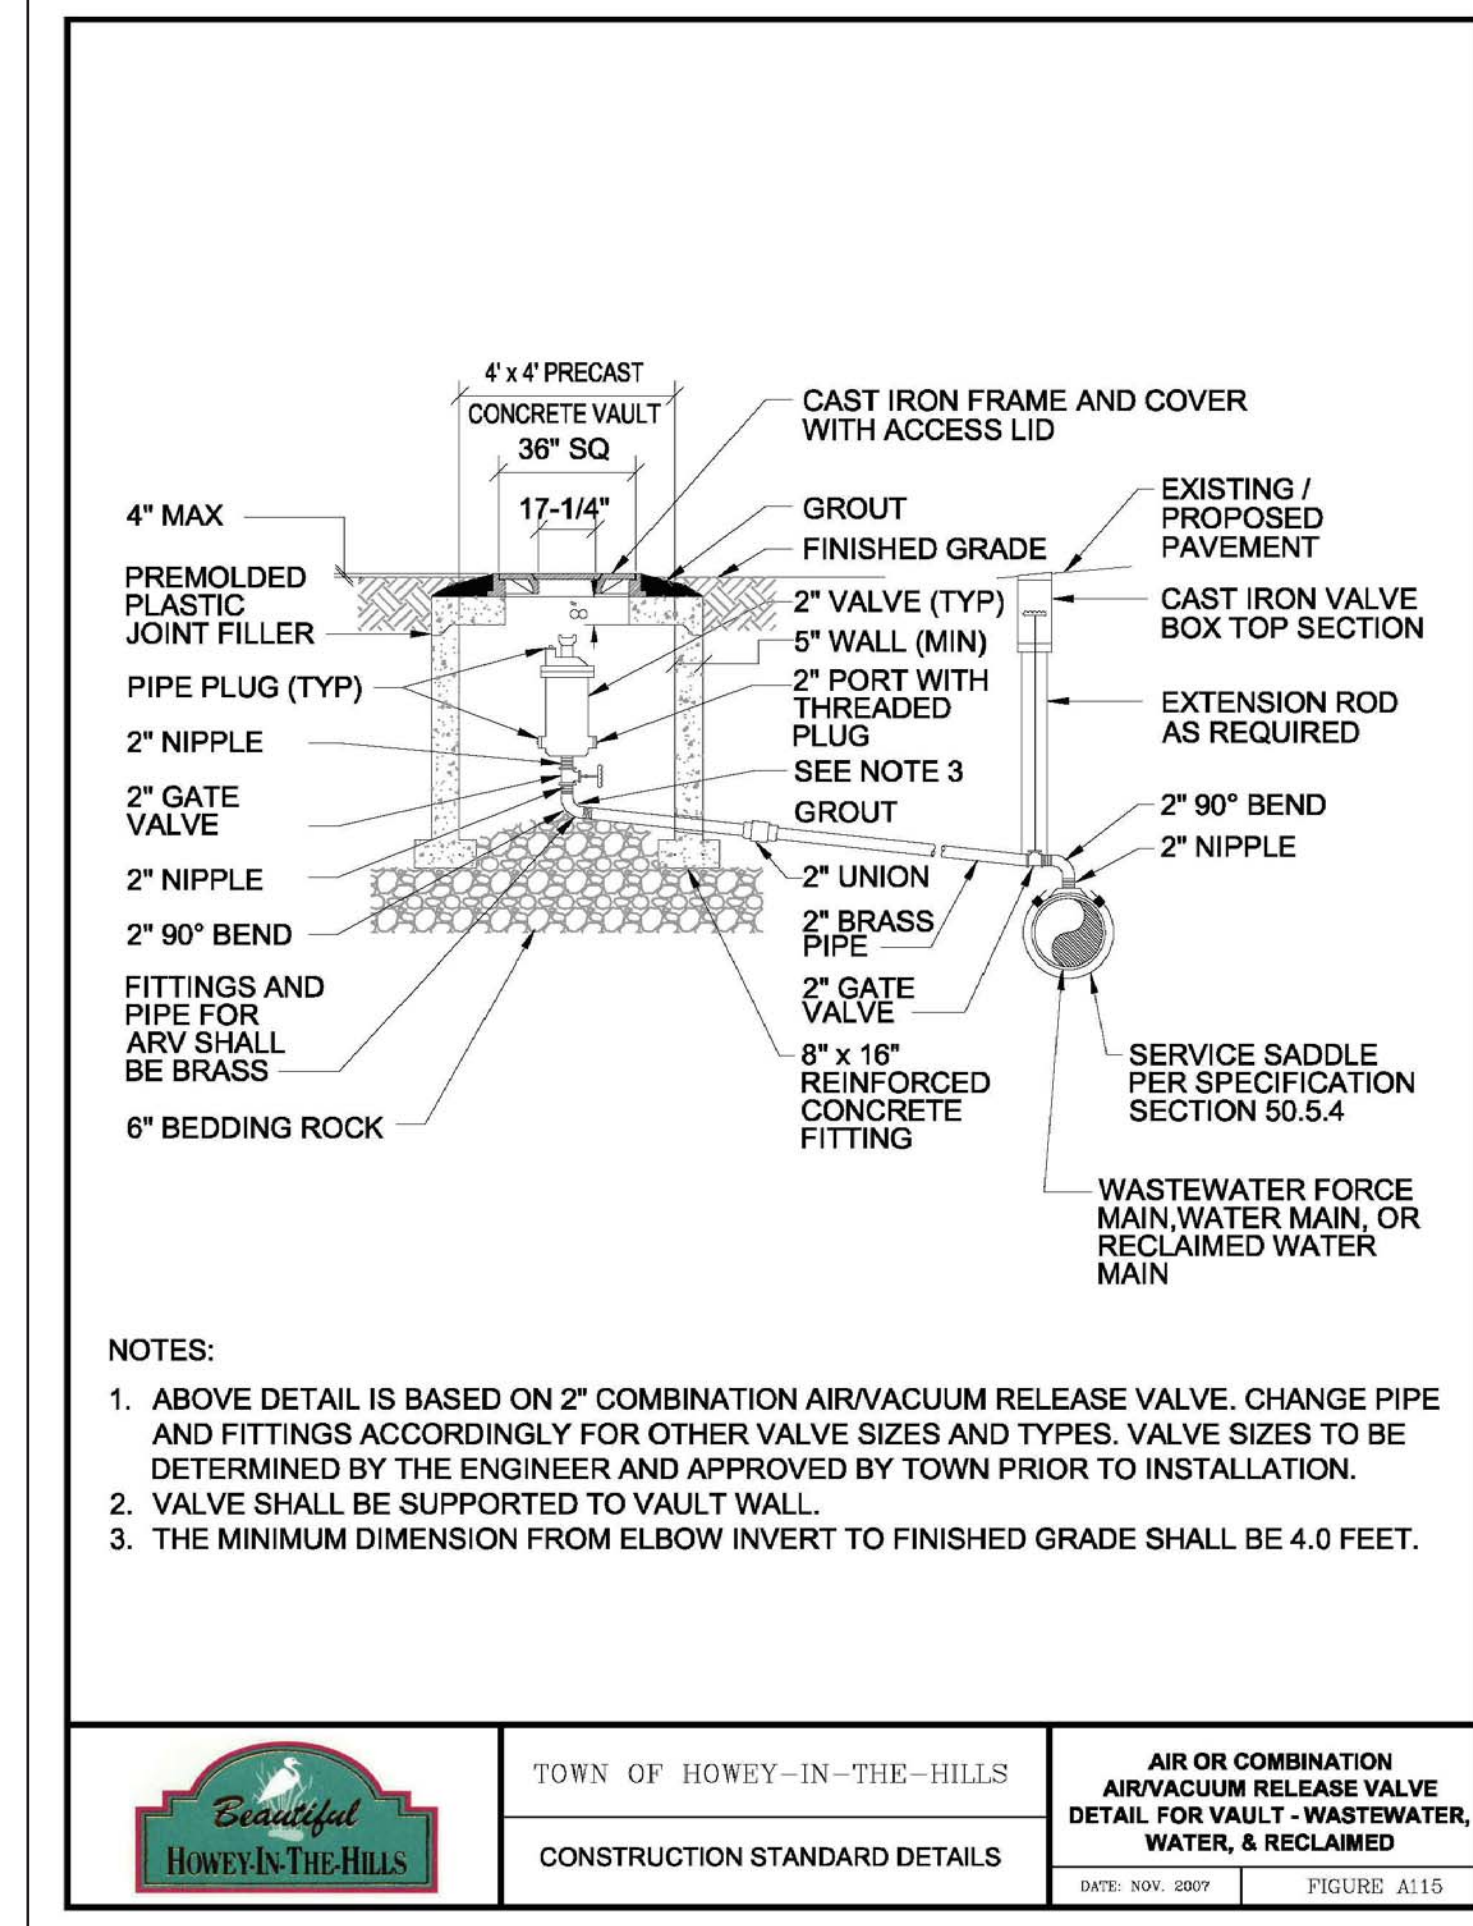 4' x 4' PRECAST
CONCRETE VAULT
36" SQ
17-1/4"
4" MAX
PREMOLDED
PLASTIC
JOINT FILLER
PIPE PLUG (TYP)
2" NIPPLE
2" GATE
VALVE
2" NIPPLE
2" 90° BEND
FITTINGS AND
PIPE FOR
ARV SHALL
BE BRASS
6" BEDDING ROCK
CAST IRON FRAME AND COVER
WITH ACCESS LID
GROUT
FINISHED GRADE
2" VALVE (TYP)
5" WALL (MIN)
2" PORT WITH
THREADED
PLUG
SEE NOTE 3
GROUT
2" UNION
2" BRASS
PIPE
2" GATE
VALVE
8" x 16"
REINFORCED
CONCRETE
FITTING
EXISTING /
PROPOSED
PAVEMENT
CAST IRON VALVE
BOX TOP SECTION
EXTENSION ROD
AS REQUIRED
2" 90° BEND
2" NIPPLE
SERVICE SADDLE
PER SPECIFICATION
SECTION 50.5.4
WASTEWATER FORCE
MAIN,WATER MAIN, OR
RECLAIMED WATER
MAIN
NOTES:
1. ABOVE DETAIL IS BASED ON 2" COMBINATION AIR/VACUUM RELEASE VALVE. CHANGE PIPE
AND FITTINGS ACCORDINGLY FOR OTHER VALVE SIZES AND TYPES. VALVE SIZES TO BE
DETERMINED BY THE ENGINEER AND APPROVED BY TOWN PRIOR TO INSTALLATION.
2. VALVE SHALL BE SUPPORTED TO VAULT WALL.
3. THE MINIMUM DIMENSION FROM ELBOW INVERT TO FINISHED GRADE SHALL BE 4.0 FEET.
Beautiful
HOWEY-IN-THE-HILLS
TOWN OF HOWEY-IN-THE-HILLS
CONSTRUCTION STANDARD DETAILS
AIR OR COMBINATION
AIR/VACUUM RELEASE VALVE
DETAIL FOR VAULT - WASTEWATER,
WATER, & RECLAIMED
DATE: NOV. 2007
FIGURE A115